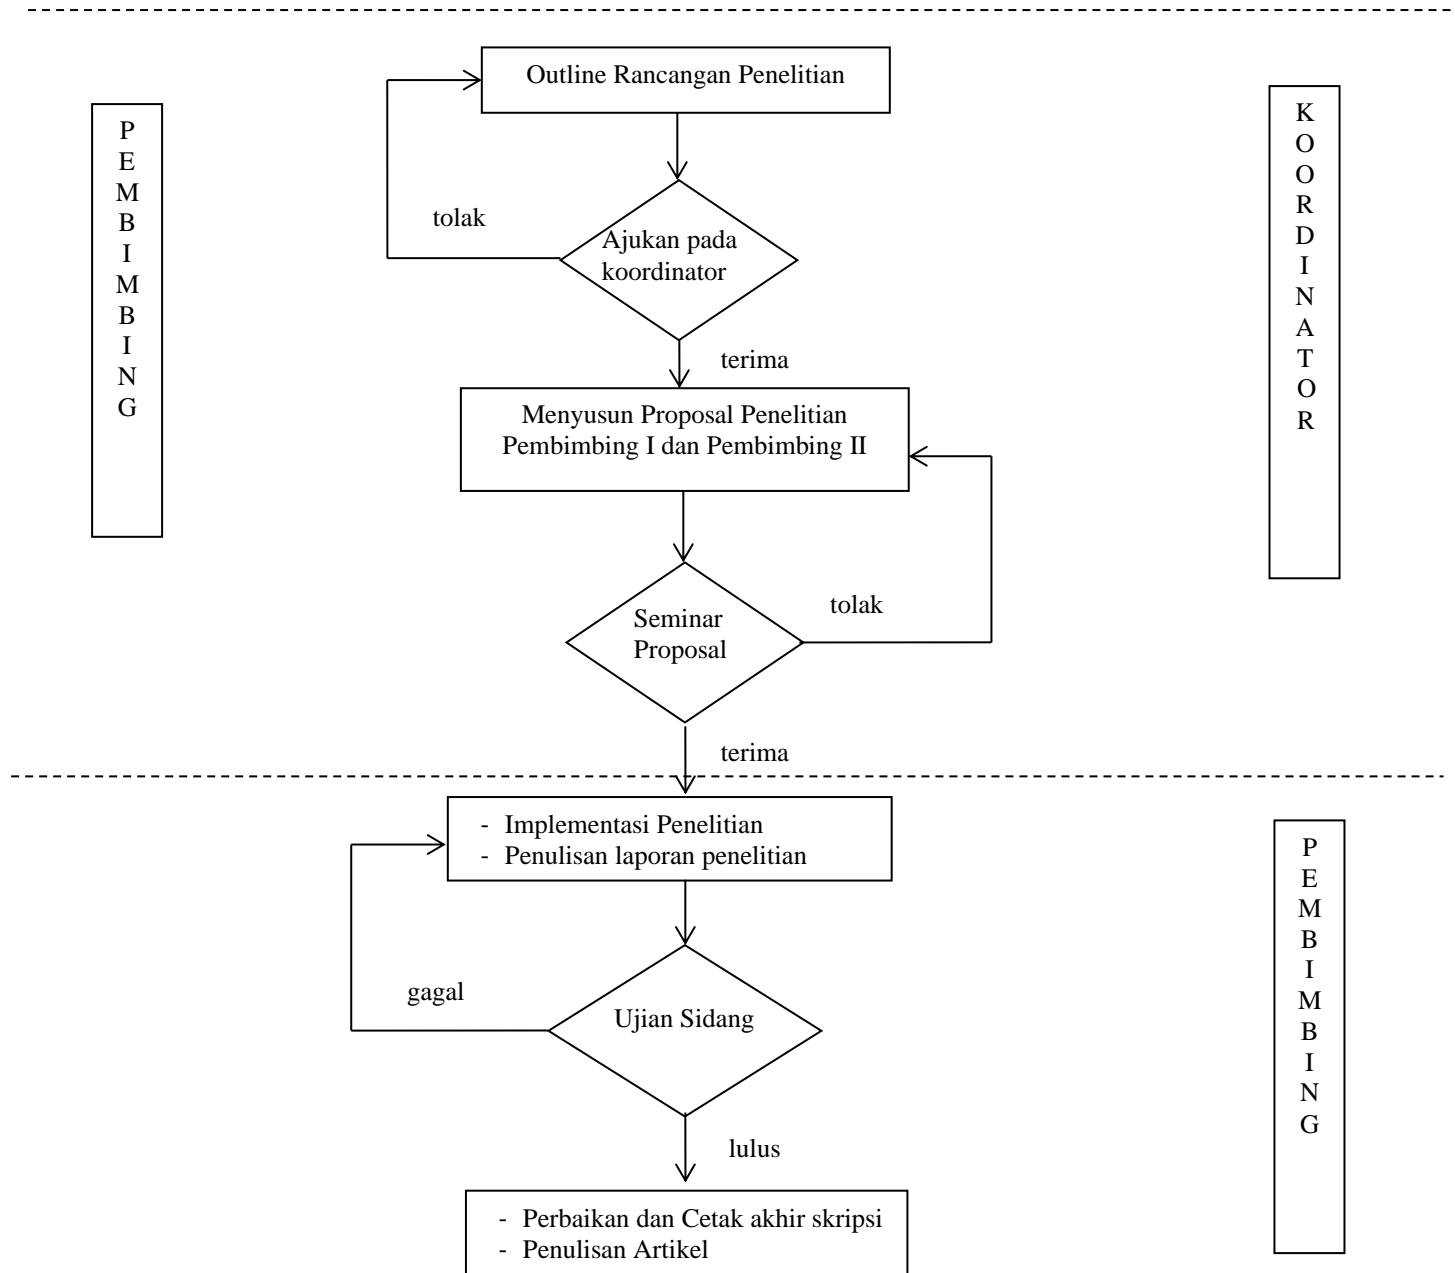 Outline Rancangan Penelitian
P
E
M
B
I
M
B
I
N
G
K
O
O
R
D
I
N
A
T
O
R
tolak
Ajukan pada
koordinator
terima
Menyusun Proposal Penelitian
Pembimbing I dan Pembimbing II
Seminar
Proposal
tolak
terima
- Implementasi Penelitian
- Penulisan laporan penelitian
P
E
M
B
I
M
B
I
N
G
gagal
Ujian Sidang
lulus
- Perbaikan dan Cetak akhir skripsi
- Penulisan Artikel